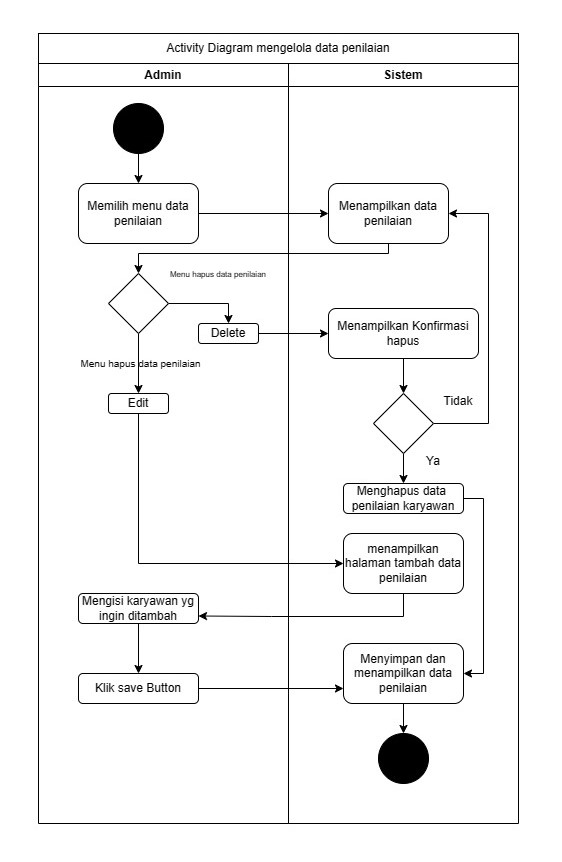 Activity Diagram mengelola data penilaian
Admin
Sistem
Memilih menu data
penilaian
Menampilkan data
penilaian
Menu hapus data penilaian
Delete
Menampilkan Konfirmasi
hapus
Menu hapus data penilaian
Edit
Tidak
Ya
Menghapus data
penilaian karyawan
menampilkan
halaman tambah data
penilaian
Mengisi karyawan yg
ingin ditambah
Klik save Button
Menyimpan dan
menampilkan data
penilaian